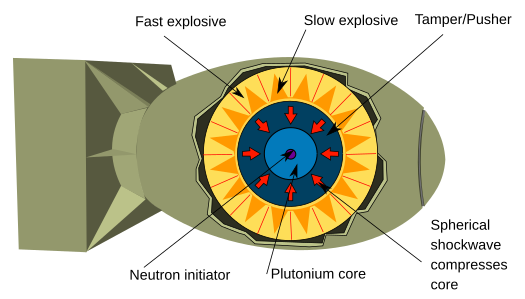 Fast explosive
Slow explosive
Tamper/Pusher
Spherical
shockwave
compresses
core
Neutron initiator
Plutonium core